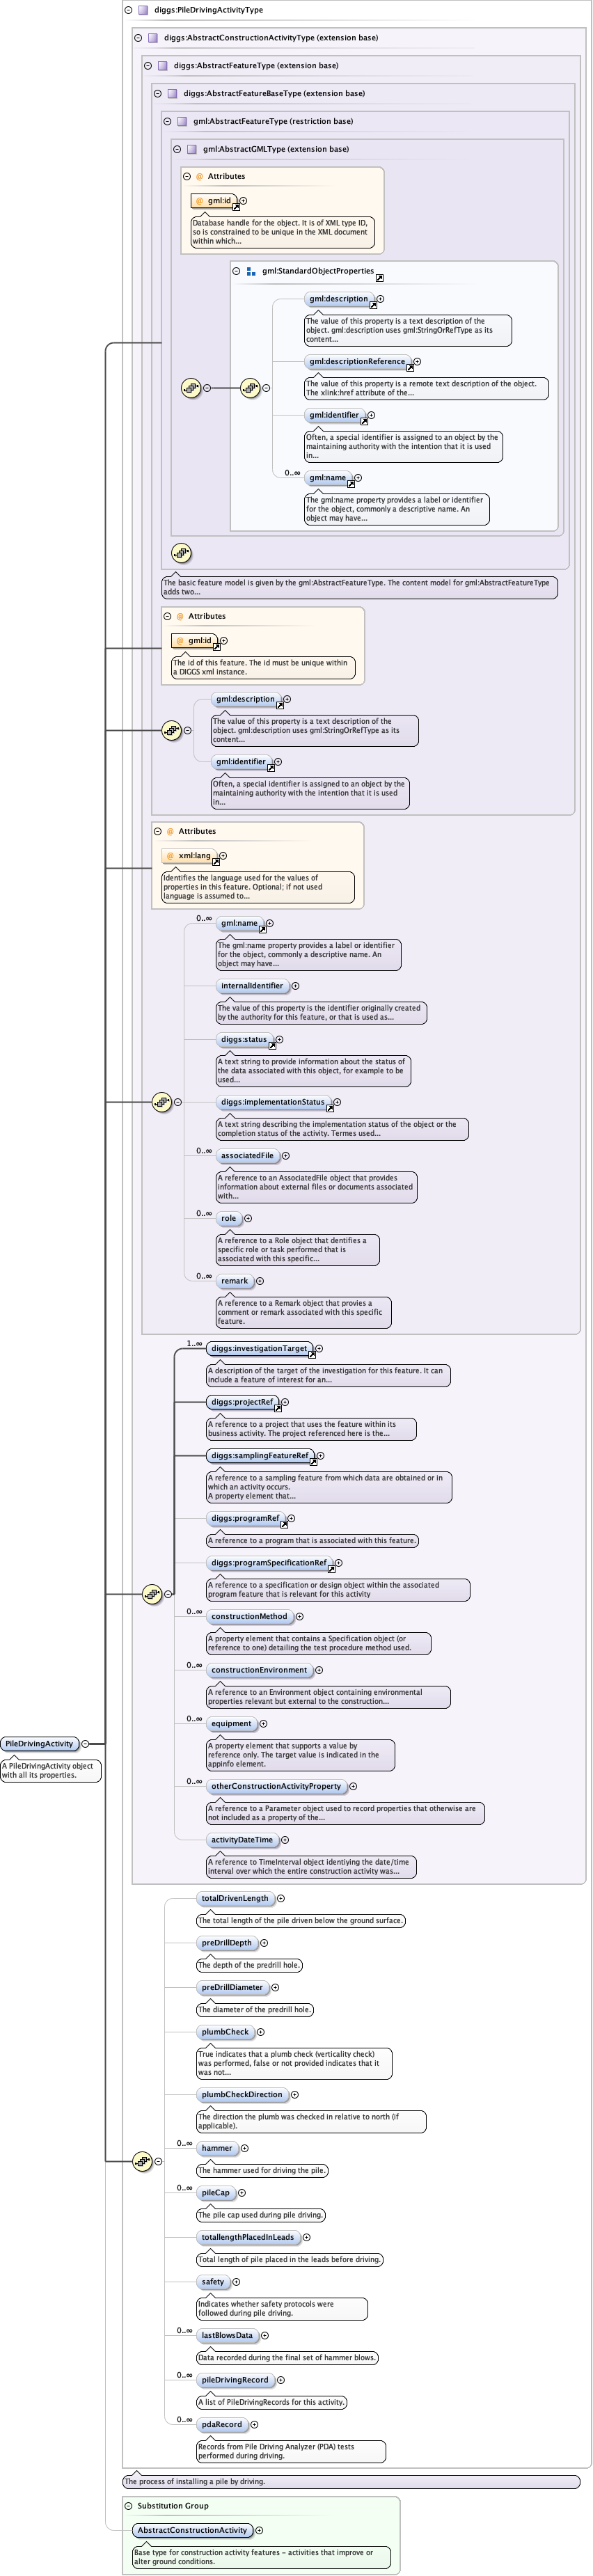 diggs:PileDrivingActivityType
diggs:AbstractConstructionActivityType (extension base)
diggs:AbstractFeatureType (extension base)
diggs:AbstractFeatureBaseType (extension base)
gml:AbstractFeatureType (restriction base)
gml:AbstractGMLType (extension base)
@ Attributes
@ gml:id
Database handle for the object. It is of XML type ID,
so is constrained to be unique in the XML document
within which...
gml:StandardObjectProperties
gml:description
The value of this property is a text description of the
object. gml:description uses gml:StringOrRefType as its
content...
gml:descriptionReference
The value of this property is a remote text description of the object.
The xlink:href attribute of the...
gml:identifier
Often, a special identifier is assigned to an object by the
maintaining authority with the intention that it is used
in...
0..∞
gml:name
The gml:name property provides a label or identifier
for the object, commonly a descriptive name. An
object may have...
The basic feature model is given by the gml:AbstractFeatureType. The content model for gml:AbstractFeatureType
adds two...
@ Attributes
@ gml:id
The id of this feature. The id must be unique within
a DIGGS xml instance.
gml:description
The value of this property is a text description of the
object. gml:description uses gml:StringOrRefType as its
content...
gml:identifier
Often, a special identifier is assigned to an object by the
maintaining authority with the intention that it is used
in...
@ Attributes
@ xml:lang
Identifies the language used for the values of
properties in this feature. Optional; if not used
language is assumed to...
0..∞
gml:name
The gml:name property provides a label or identifier
for the object, commonly a descriptive name. An
object may have...
internalIdentifier
The value of this property is the identifier originally created
by the authority for this feature, or that is used as...
diggs:status
A text string to provide information about the status of
the data associated with this object, for example to be
used...
diggs:implementationStatus
A text string describing the implementation status of the object or the
completion status of the activity. Termes used...
0..∞
associatedFile
A reference to an AssociatedFile object that provides
information about external files or documents associated
with...
0..∞
role
A reference to a Role object that dentifies a
specific role or task performed that is
associated with this specific...
0..∞
remark
A reference to a Remark object that provies a
comment or remark associated with this specific
feature.
1..∞
diggs:investigationTarget
A description of the target of the investigation for this feature. It can
include a feature of interest for an...
diggs:projectRef
A reference to a project that uses the feature within its
business activity. The project referenced here is the...
diggs:samplingFeatureRef
A reference to a sampling feature from which data are obtained or in
which an activity occurs.
A property element that...
diggs:programRef
A reference to a program that is associated with this feature.
diggs:programSpecificationRef
A reference to a specification or design object within the associated
program feature that is relevant for this activity
0..∞
constructionMethod
A property element that contains a Specification object (or
reference to one) detailing the test procedure method used.
0..∞
constructionEnvironment
A reference to an Environment object containing environmental
properties relevant but external to the construction...
0..∞
equipment
A property element that supports a value by
reference only. The target value is indicated in the
appinfo element.
0..∞
otherConstructionActivityProperty
A reference to a Parameter object used to record properties that otherwise are
not included as a property of the...
activityDateTime
A reference to TimeInterval object identiying the date/time
interval over which the entire construction activity was...
PileDrivingActivity
A PileDrivingActivity object
with all its properties.
totalDrivenLength
The total length of the pile driven below the ground surface.
preDrillDepth
The depth of the predrill hole.
preDrillDiameter
The diameter of the predrill hole.
plumbCheck
True indicates that a plumb check (verticality check)
was performed, false or not provided indicates that it
was not...
plumbCheckDirection
The direction the plumb was checked in relative to north (if
applicable).
0..∞
hammer
The hammer used for driving the pile.
0..∞
pileCap
The pile cap used during pile driving.
totallengthPlacedInLeads
Total length of pile placed in the leads before driving.
safety
Indicates whether safety protocols were
followed during pile driving.
0..∞
lastBlowsData
Data recorded during the final set of hammer blows.
0..∞
pileDrivingRecord
A list of PileDrivingRecords for this activity.
0..∞
pdaRecord
Records from Pile Driving Analyzer (PDA) tests
performed during driving.
The process of installing a pile by driving.
Substitution Group
AbstractConstructionActivity
Base type for construction activity features - activities that improve or
alter ground conditions.